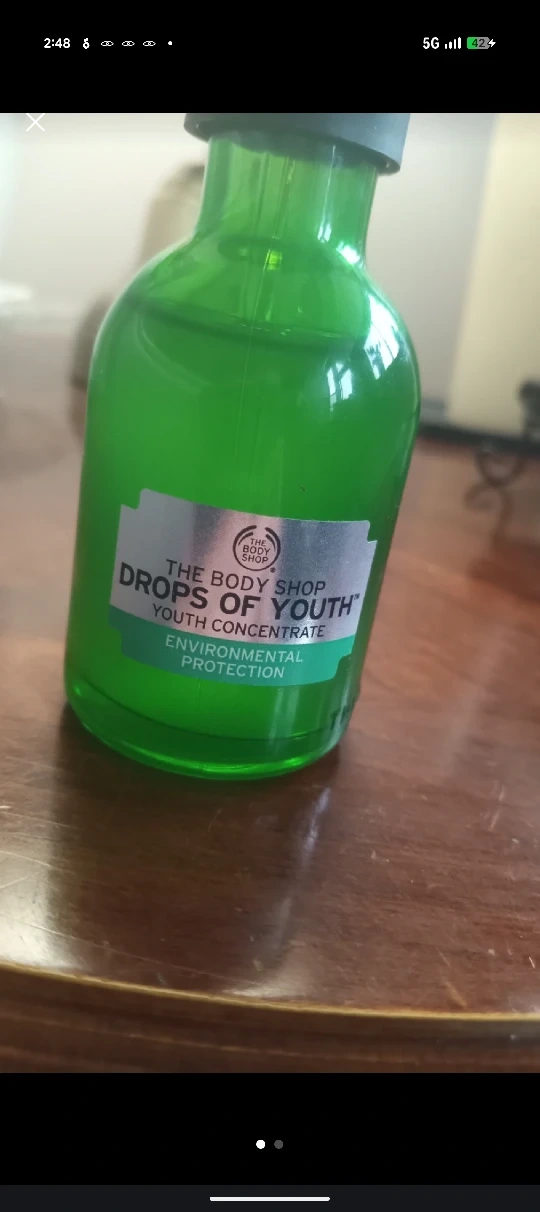 2:48
5G
42
THE
BODY
SHOP
THE BODY SHOP
DROPS OF YOUTH™
YOUTH CONCENTRATE
ENVIRONMENTAL
PROTECTION